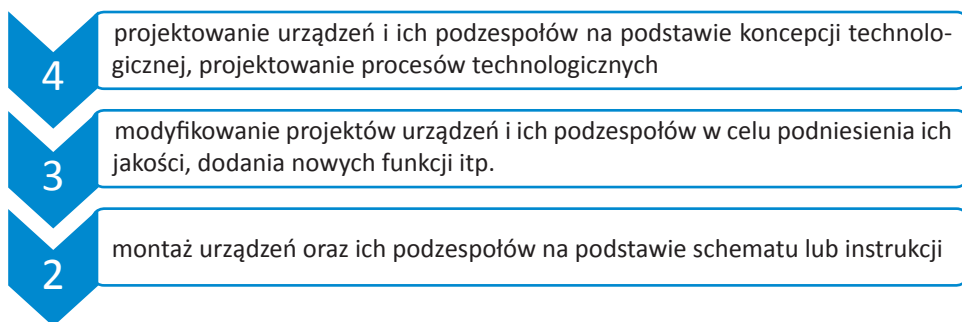 4
projektowanie urządzeń i ich podzespołów na podstawie koncepcji technolo-
gicznej, projektowanie procesów technologicznych
3
modyfikowanie projektów urządzeń i ich podzespołów w celu podniesienia ich
jakości, dodania nowych funkcji itp.
2
montaż urządzeń oraz ich podzespołów na podstawie schematu lub instrukcji